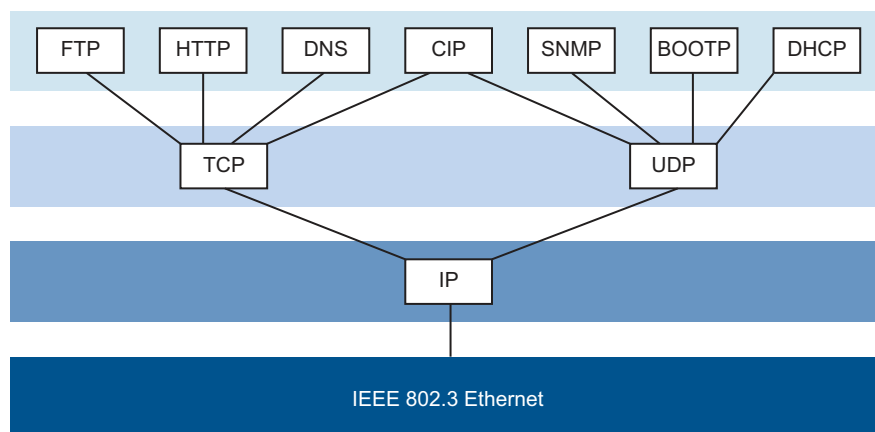 FTP
HTTP
DNS
CIP
SNMP
BOOTP
DHCP
TCP
UDP
IP
IEEE 802.3 Ethernet